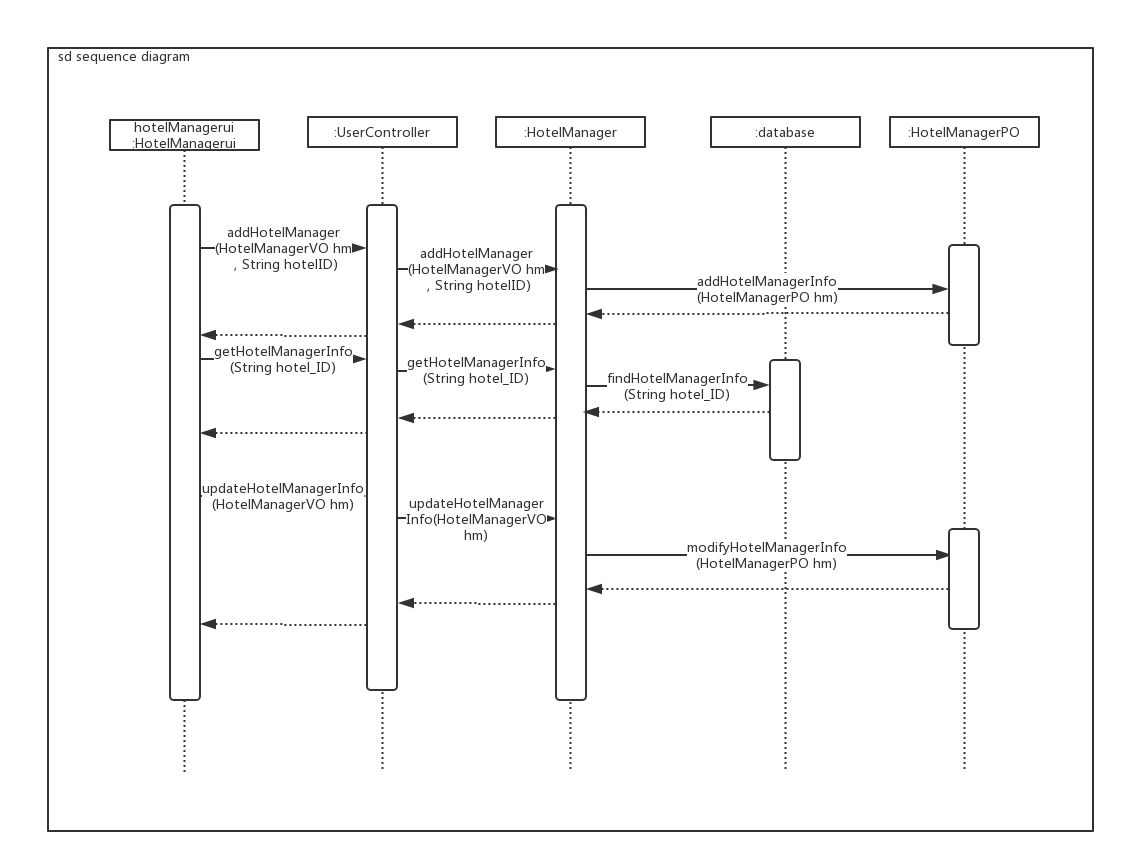 sd sequence diagram
hotelManagerui
:HotelManagerui
:UserController
:HotelManager
:database
:HotelManagerPO
addHotelManager
(HotelManagerVO hm
, String hotelID)
addHotelManager
(HotelManagerVO hm
, String hotelID)
addHotelManagerInfo
(HotelManagerPO hm)
getHotelManagerInfo
(String hotel_ID)
getHotelManagerInfo
(String hotel_ID)
findHotelManagerInfo
(String hotel_ID)
updateHotelManagerInfo
(HotelManagerVO hm)
updateHotelManager
Info(HotelManagerVO
hm)
modifyHotelManagerInfo
(HotelManagerPO hm)